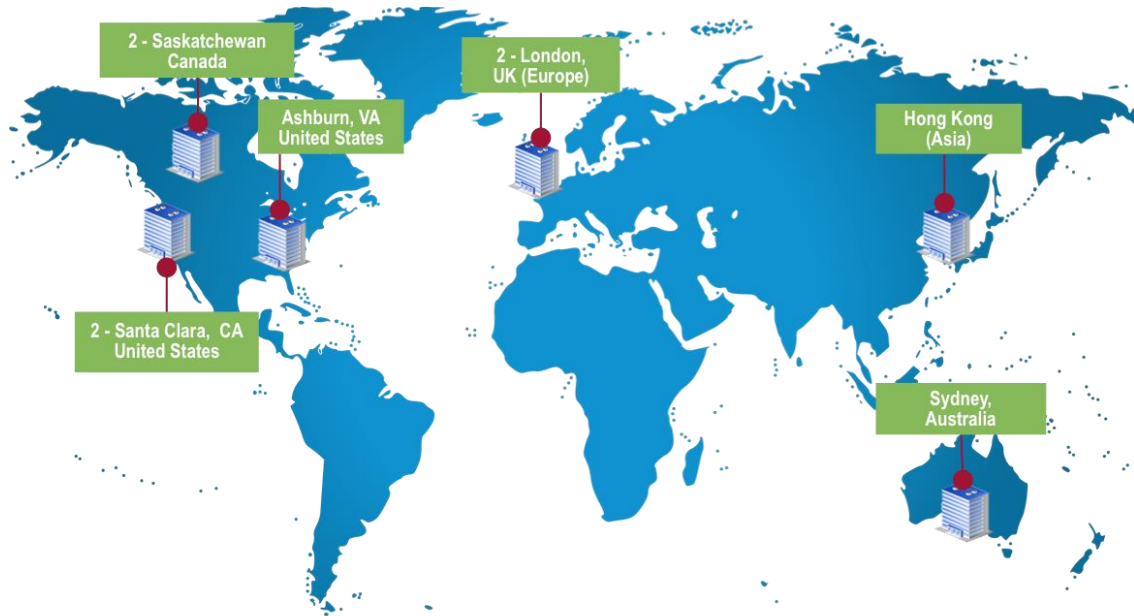 2 - Saskatchewan
Canada
2 - London,
UK (Europe)
Ashburn, VA
United States
Hong Kong
(Asia)
2 - Santa Clara, CA
United States
Sydney,
Australia